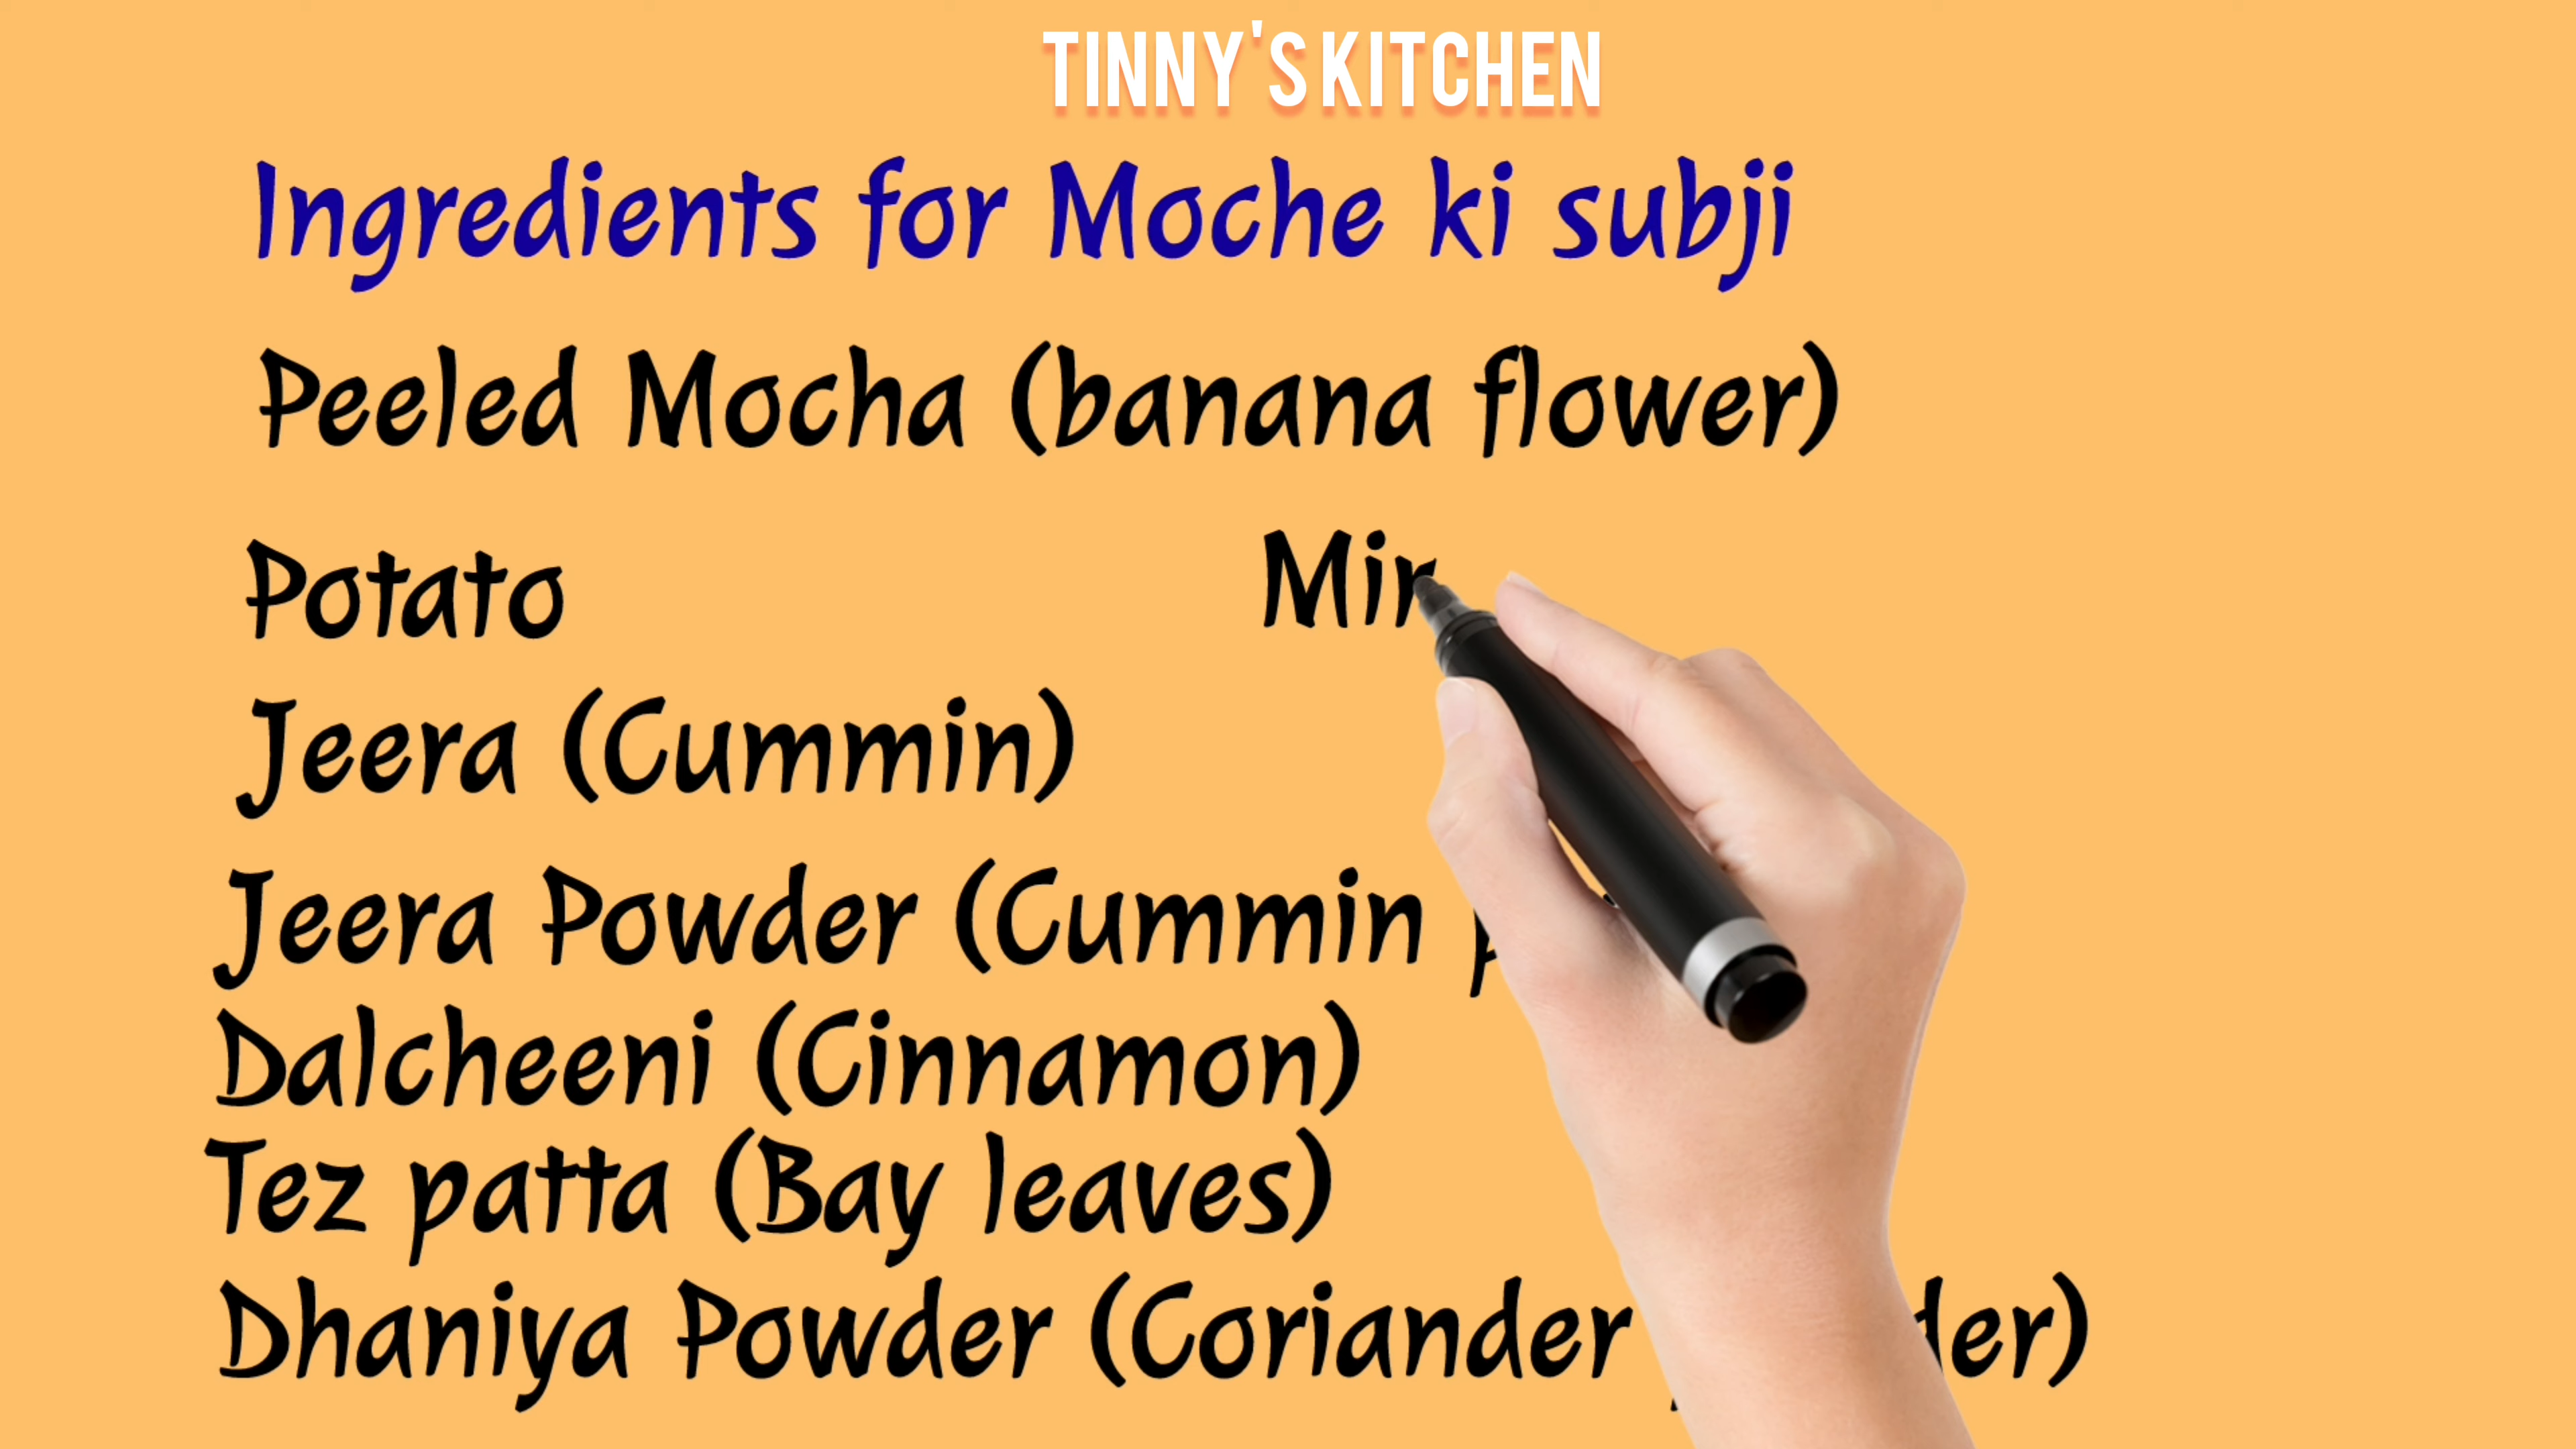 TINNY'S KITCHEN
Ingredients for Moche ki subji
Peeled Mocha (banana flower)
Potato Mir
Jeera (Cummin)
Jeera Powder (Cummin
Dalcheeni (Cinnamon)
Tez patta (Bay leaves)
Dhaniya Powder (Coriander